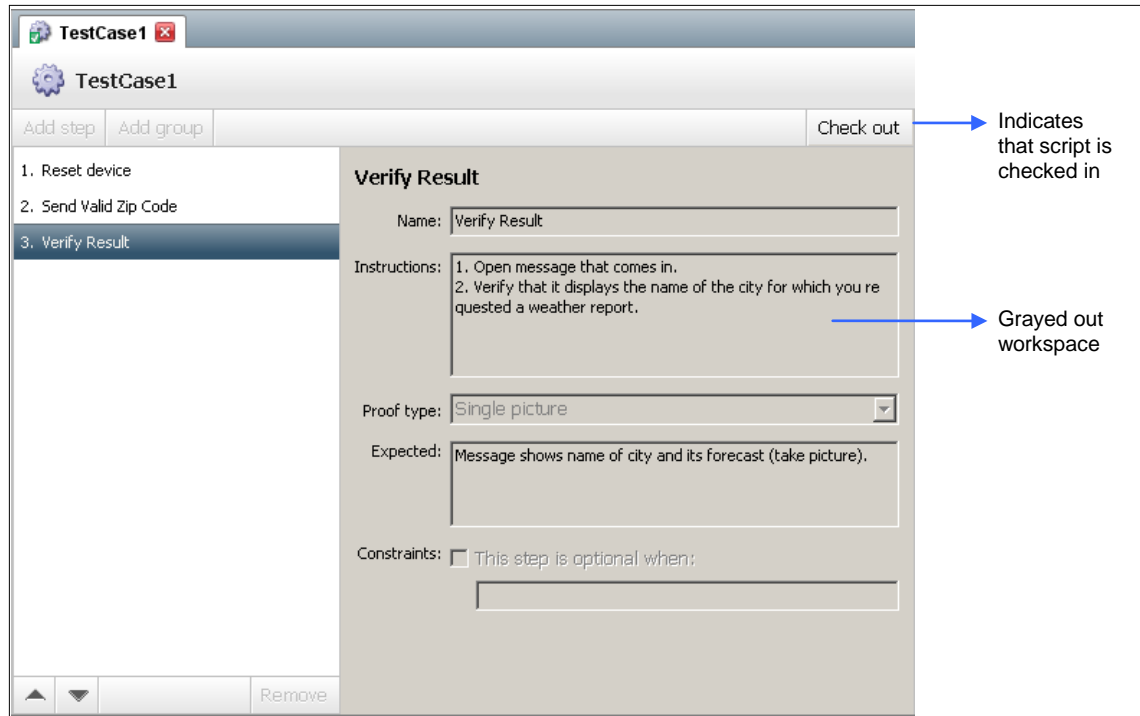 TestCase1
TestCase1
Add step
Add group
Check out
1. Reset device
2. Send Valid Zip Code
3. Verify Result
Verify Result
Name:
Verify Result
Instructions:
1. Open message that comes in.
2. Verify that it displays the name of the city for which you re
quested a weather report.
Proof type:
Single picture
Expected:
Message shows name of city and its forecast (take picture).
Constraints:
This step is optional when:
Remove
Indicates
that script is
checked in
Grayed out
workspace